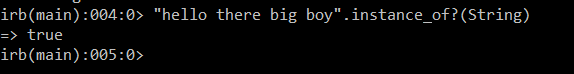 irb(main):004:0> "hello there big boy".instance_of?(String)
=> true
irb(main):005:0>